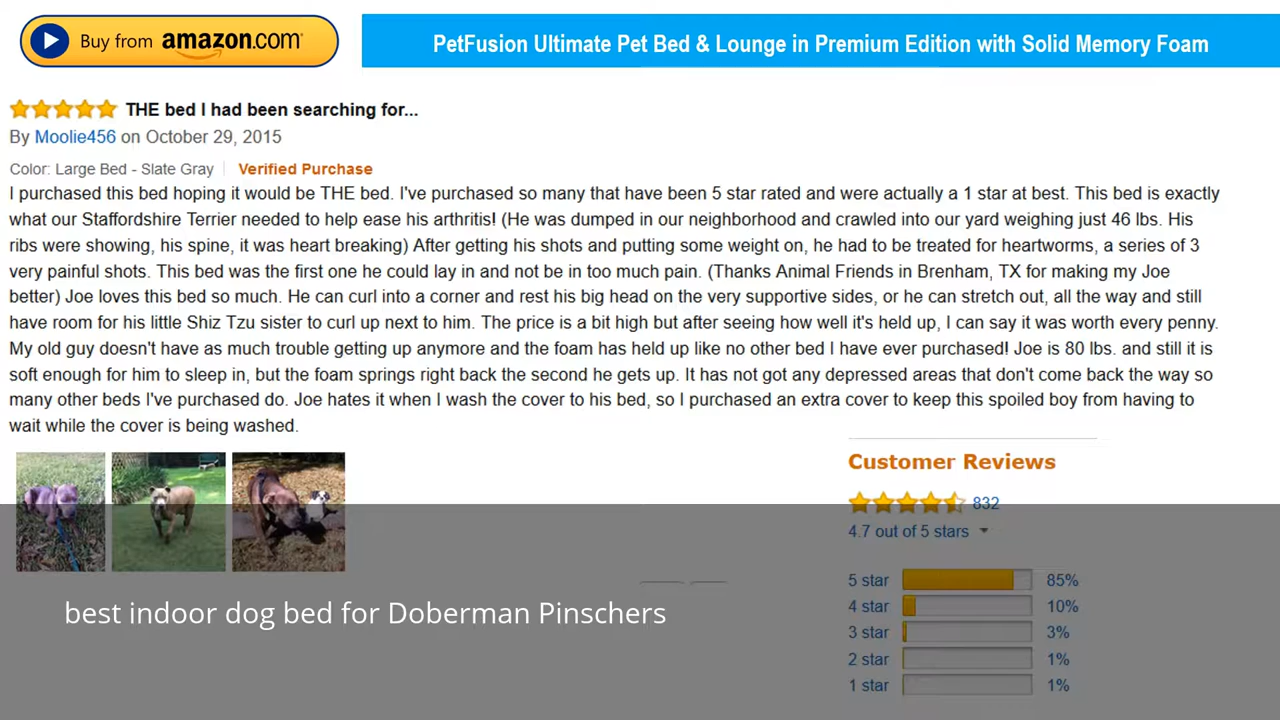 Buy from amazon.com
PetFusion Ultimate Pet Bed & Lounge in Premium Edition with Solid Memory Foam
THE bed I had been searching for...
By Moolie456 on October 29, 2015
Color: Large Bed - Slate Gray | Verified Purchase
I purchased this bed hoping it would be THE bed. I've purchased so many that have been 5 star rated and were actually a 1 star at best. This bed is exactly
what our Staffordshire Terrier needed to help ease his arthritis! (He was dumped in our neighborhood and crawled into our yard weighing just 46 lbs. His
ribs were showing, his spine, it was heart breaking) After getting his shots and putting some weight on, he had to be treated for heartworms, a series of 3
very painful shots. This bed was the first one he could lay in and not be in too much pain. (Thanks Animal Friends in Brenham, TX for making my Joe
better) Joe loves this bed so much. He can curl into a corner and rest his big head on the very supportive sides, or he can stretch out, all the way and still
have room for his little Shiz Tzu sister to curl up next to him. The price is a bit high but after seeing how well it's held up, I can say it was worth every penny.
My old guy doesn't have as much trouble getting up anymore and the foam has held up like no other bed I have ever purchased! Joe is 80 lbs. and still it is
soft enough for him to sleep in, but the foam springs right back the second he gets up. It has not got any depressed areas that don't come back the way so
many other beds I've purchased do. Joe hates it when I wash the cover to his bed, so I purchased an extra cover to keep this spoiled boy from having to
wait while the cover is being washed.
Customer Reviews
832
4.7 out of 5 stars
5 star 85%
4 star 10%
3 star 3%
2 star 1%
1 star 1%
best indoor dog bed for Doberman Pinschers